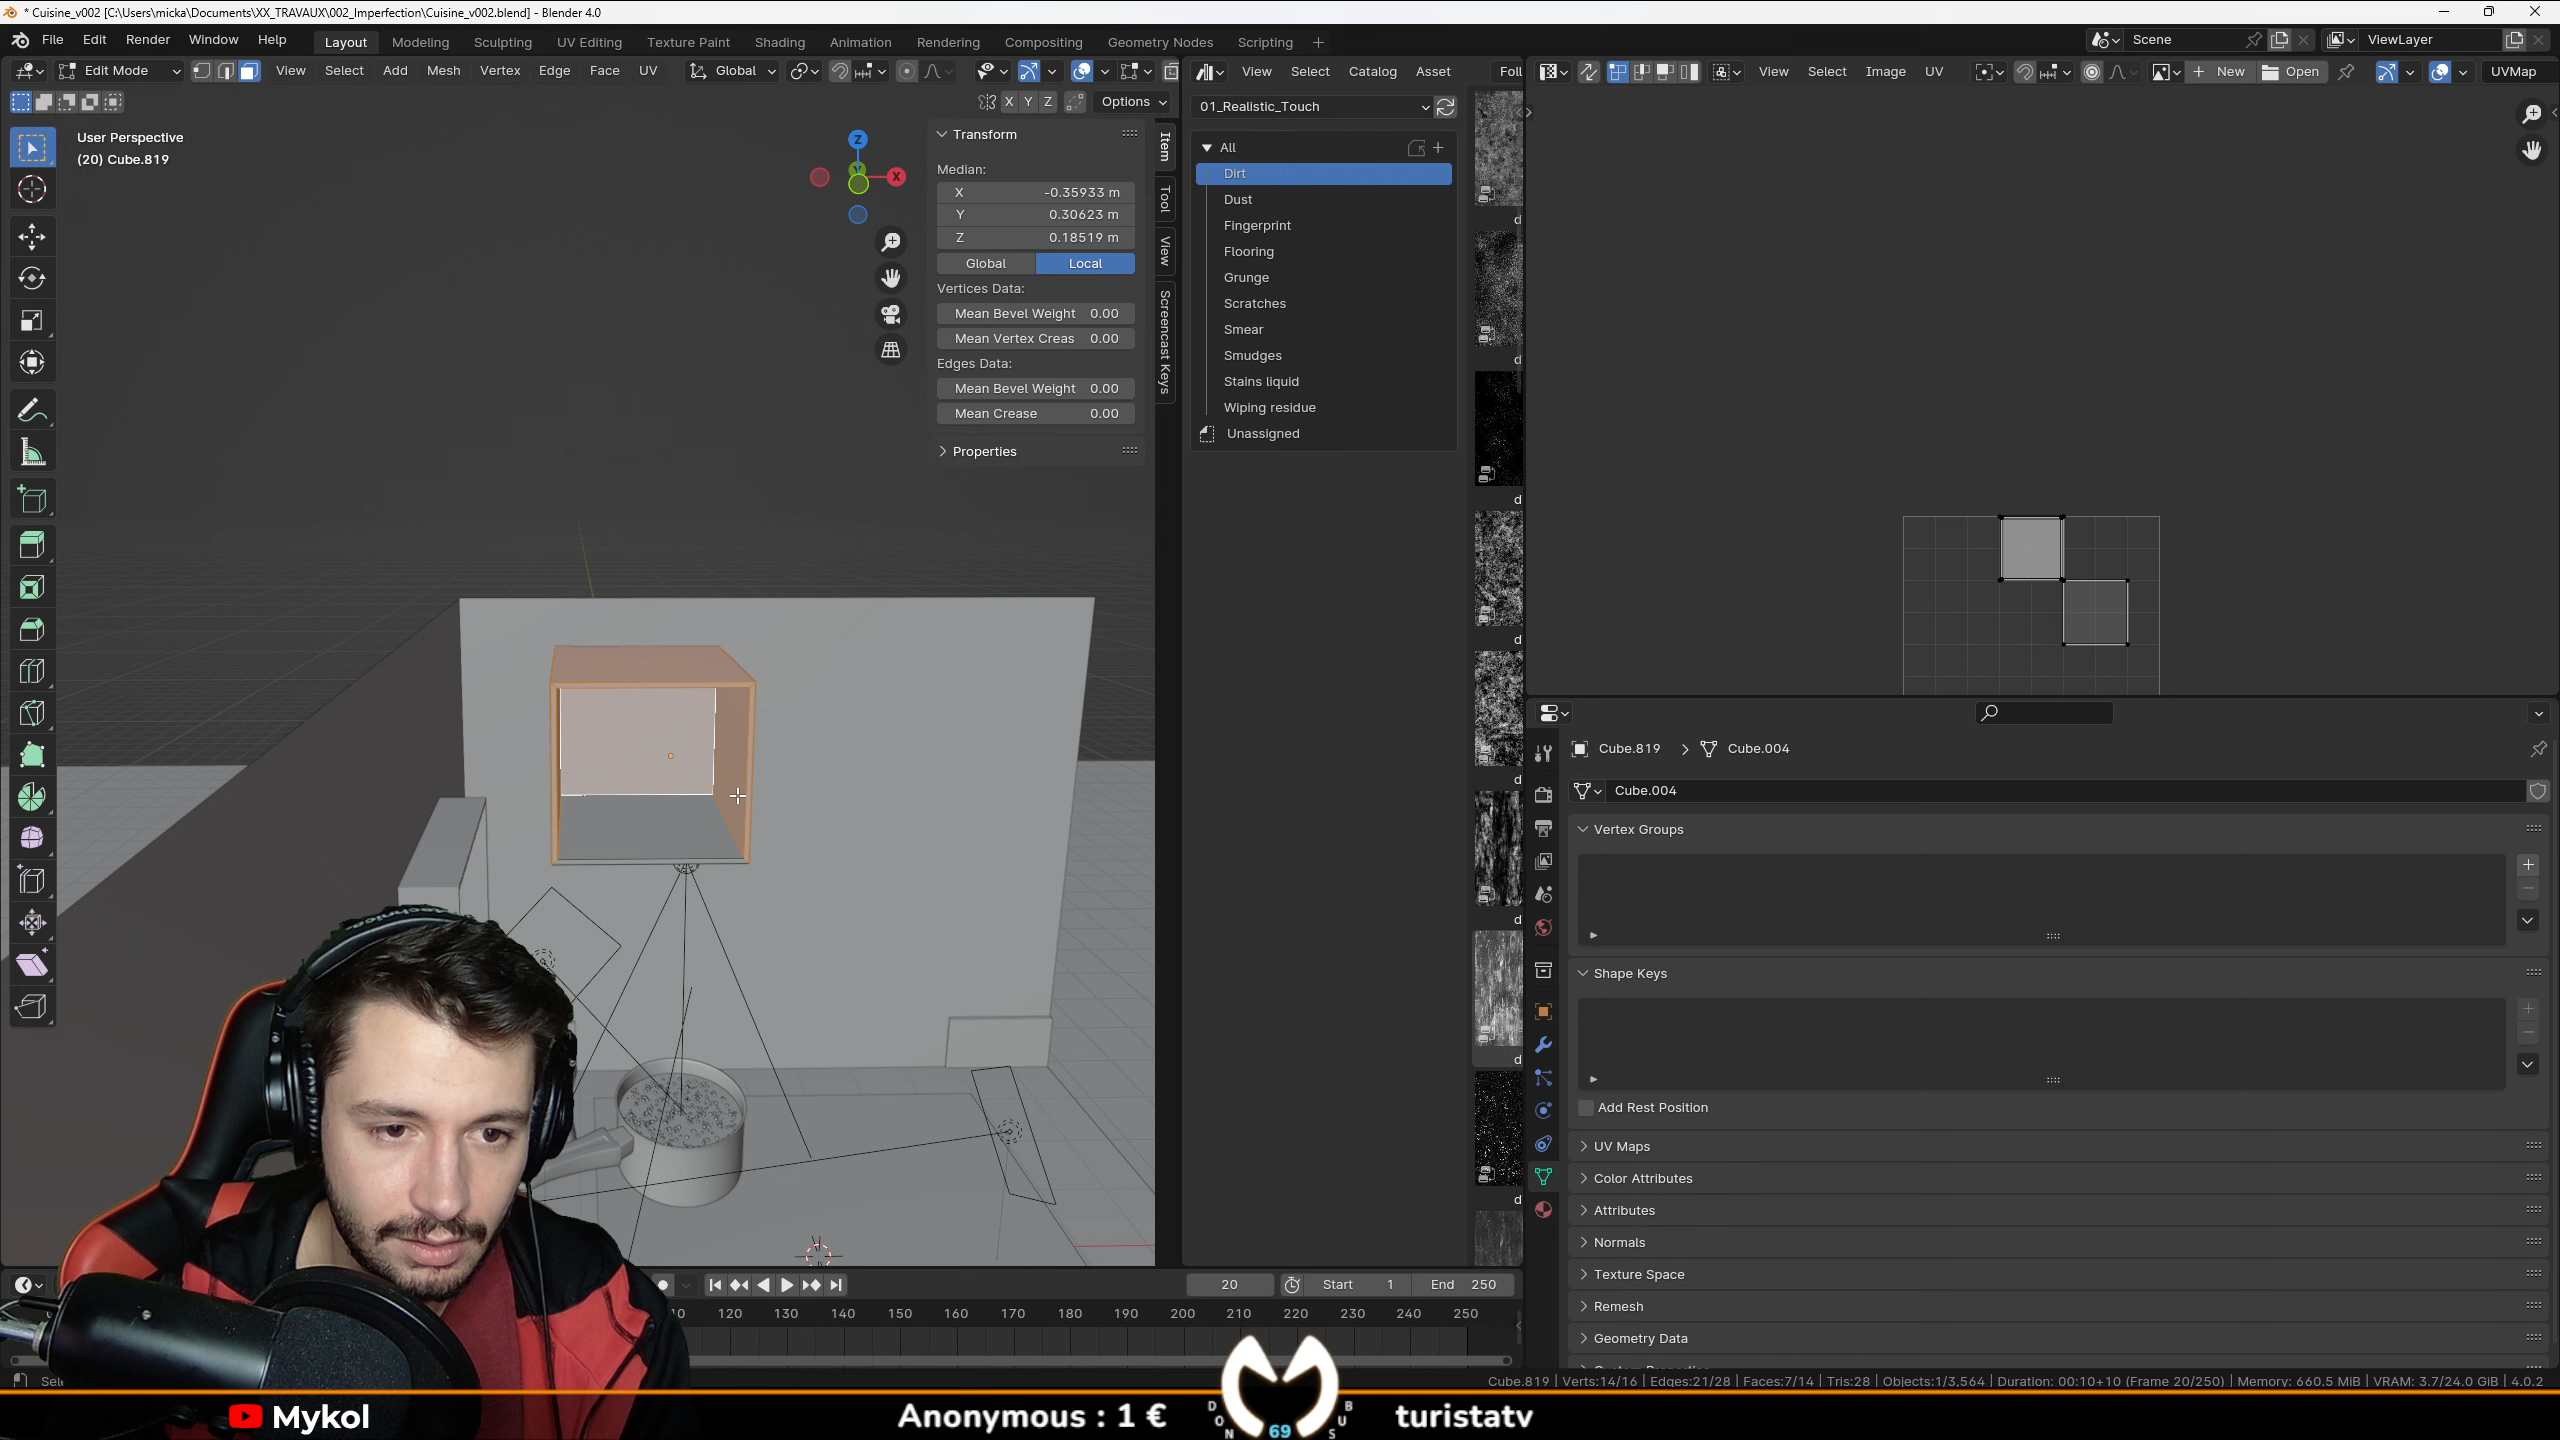 * Cuisine_v002 [C:\Users\micka\Documents\XX_TRAVAUX\002_Imperfection\Cuisine_v002.blend] - Blender 4.0
File Edit Render Window Help
Layout Modeling Sculpting UV Editing Texture Paint Shading Animation Rendering Compositing Geometry Nodes Scripting +
Scene
ViewLayer
Edit Mode View Select Add Mesh Vertex Edge Face UV Global
X Y Z Options
User Perspective
(20) Cube.819
Z
X
Transform
Median:
X -0.35933 m
Y 0.30623 m
Z 0.18519 m
Global Local
Vertices Data:
Mean Bevel Weight 0.00
Mean Vertex Creas 0.00
Edges Data:
Mean Bevel Weight 0.00
Mean Crease 0.00
Properties
Item
Tool
View
Screencast Keys
View Select Catalog Asset Foll
01_Realistic_Touch
All
Dirt
Dust
Fingerprint
Flooring
Grunge
Scratches
Smear
Smudges
Stains liquid
Wiping residue
Unassigned
d
d
d
d
d
d
d
d
View Select Image UV New Open UVMap
Cube.819 > Cube.004
Cube.004
Vertex Groups
Shape Keys
Add Rest Position
UV Maps
Color Attributes
Attributes
Normals
Texture Space
Remesh
Geometry Data
20 Start 1 End 250
120 130 140 150 160 170 180 190 200 210 220 230 240 250
Cube.819 | Verts:14/16 | Edges:21/28 | Faces:7/14 | Tris:28 | Objects:1/3,564 | Duration: 00:10+10 (Frame 20/250) | Memory: 660.5 MiB | VRAM: 3.7/24.0 GiB | 4.0.2
Mykol
Anonymous : 1 €
DON
69
BUS
turistatv